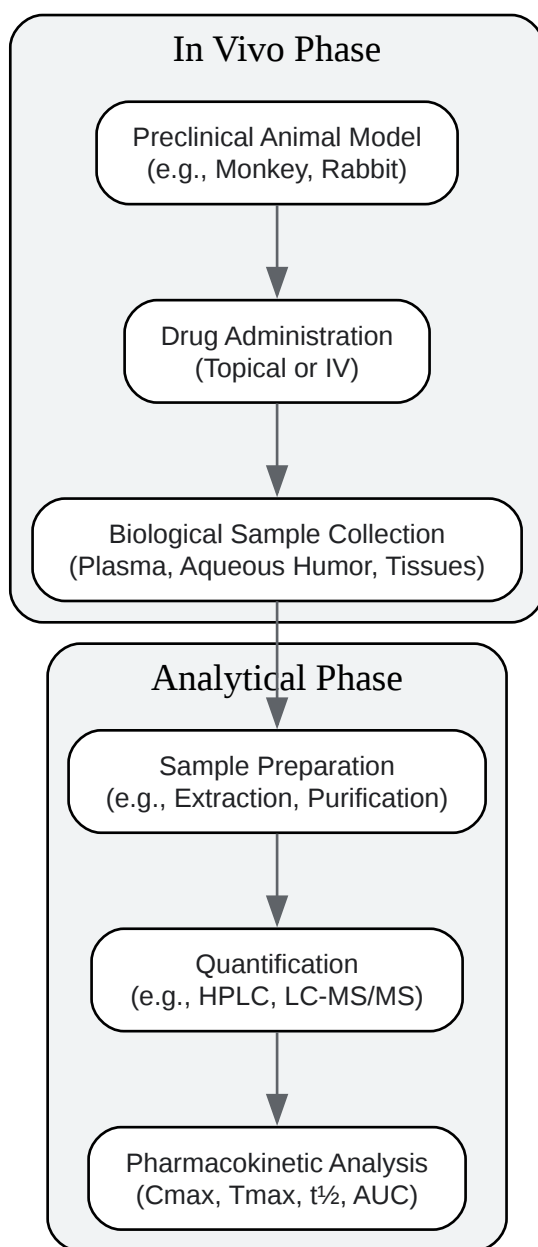 In Vivo Phase
Preclinical Animal Model
(e.g., Monkey, Rabbit)
Drug Administration
(Topical or IV)
Biological Sample Collection
(Plasma, Aqueous Humor, Tissues)
Analytical Phase
Sample Preparation
(e.g., Extraction, Purification)
Quantification
(e.g., HPLC, LC-MS/MS)
Pharmacokinetic Analysis
(Cmax, Tmax, t½, AUC)